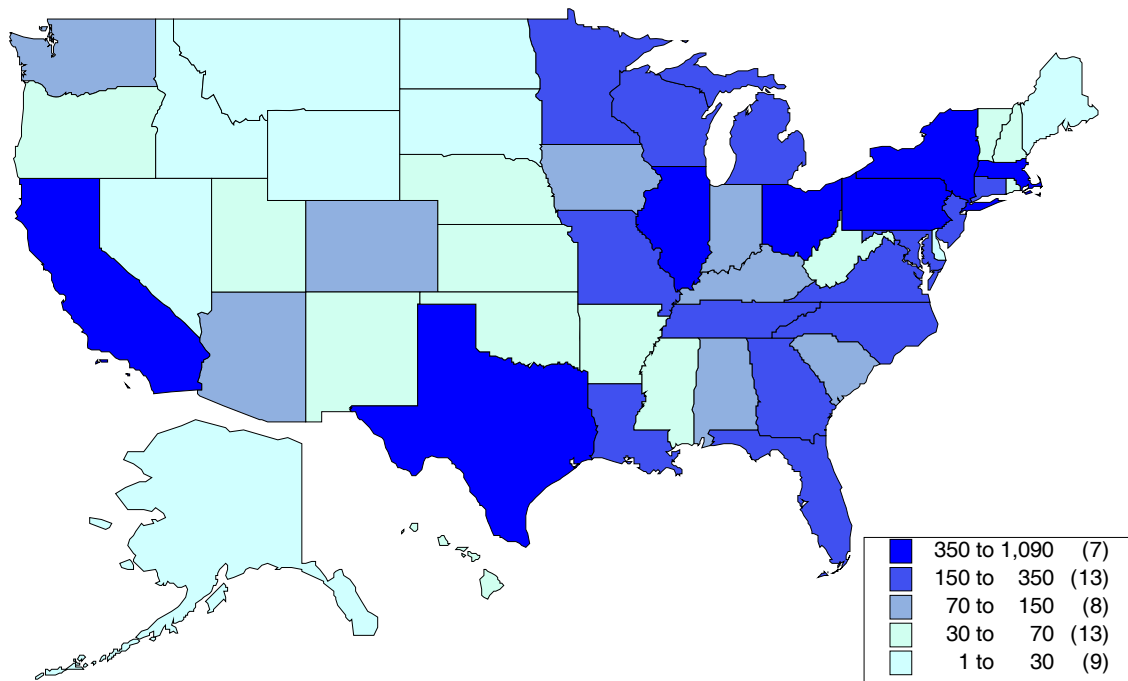 350 to 1,090 (7)
150 to 350 (13)
70 to 150 (8)
30 to 70 (13)
1 to 30 (9)